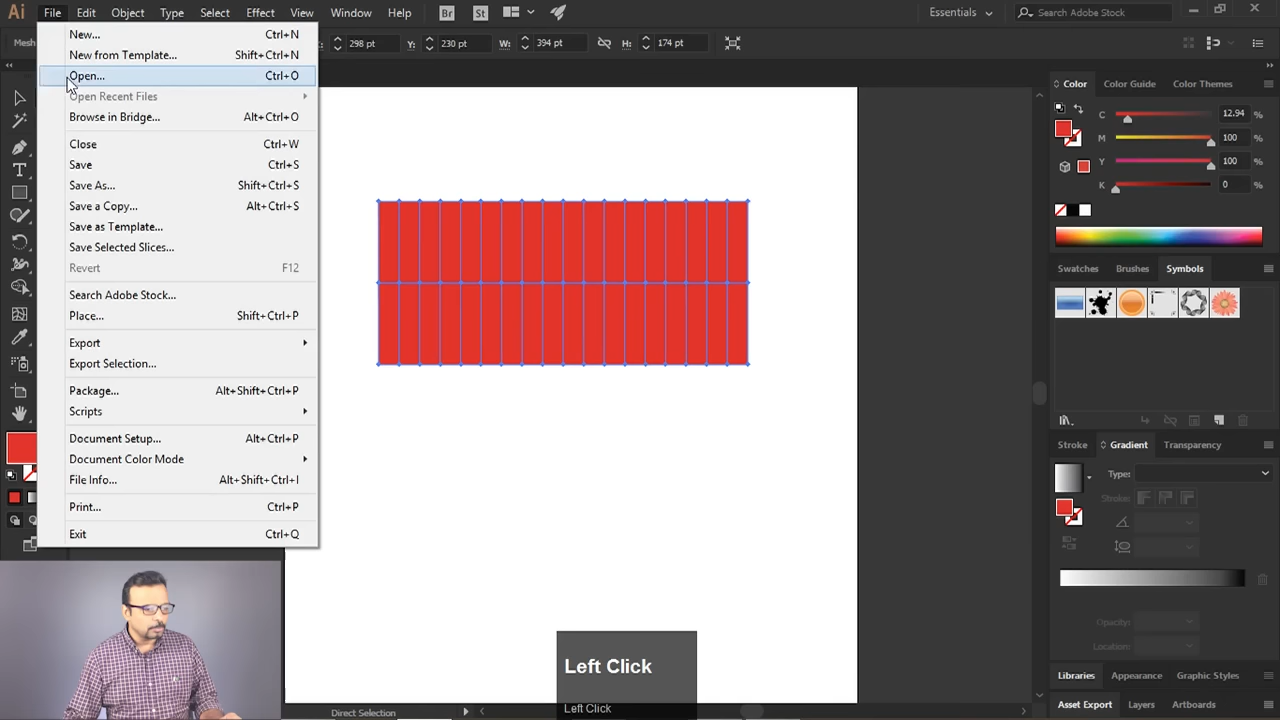 Ai File Edit Object Type Select Effect View Window Help Br St Essentials Search Adobe Stock
Mesh 298 pt Y: 230 pt W: 394 pt H: 174 pt
New... Ctrl+N
New from Template... Shift+Ctrl+N
Open... Ctrl+O
Open Recent Files
Browse in Bridge... Alt+Ctrl+O
Close Ctrl+W
Save Ctrl+S
Save As... Shift+Ctrl+S
Save a Copy... Alt+Ctrl+S
Save as Template...
Save Selected Slices...
Revert F12
Search Adobe Stock...
Place... Shift+Ctrl+P
Export
Export Selection...
Package... Alt+Shift+Ctrl+P
Scripts
Document Setup... Alt+Ctrl+P
Document Color Mode
File Info... Alt+Shift+Ctrl+I
Print... Ctrl+P
Exit Ctrl+Q
Color Color Guide Color Themes
C 12.94 %
M 100 %
Y 100 %
K 0 %
Swatches Brushes Symbols
Stroke Gradient Transparency
Type:
Stroke:
Opacity:
Location:
Libraries Appearance Graphic Styles
Asset Export Layers Artboards
Left Click
Left Click
Direct Selection